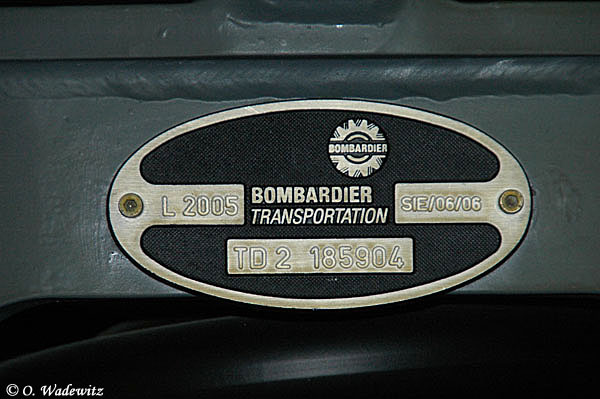 BOMBARDIER
L 2005
BOMBARDIER
TRANSPORTATION
SIE/06/06
TD 2 185904
© O. Wadewitz